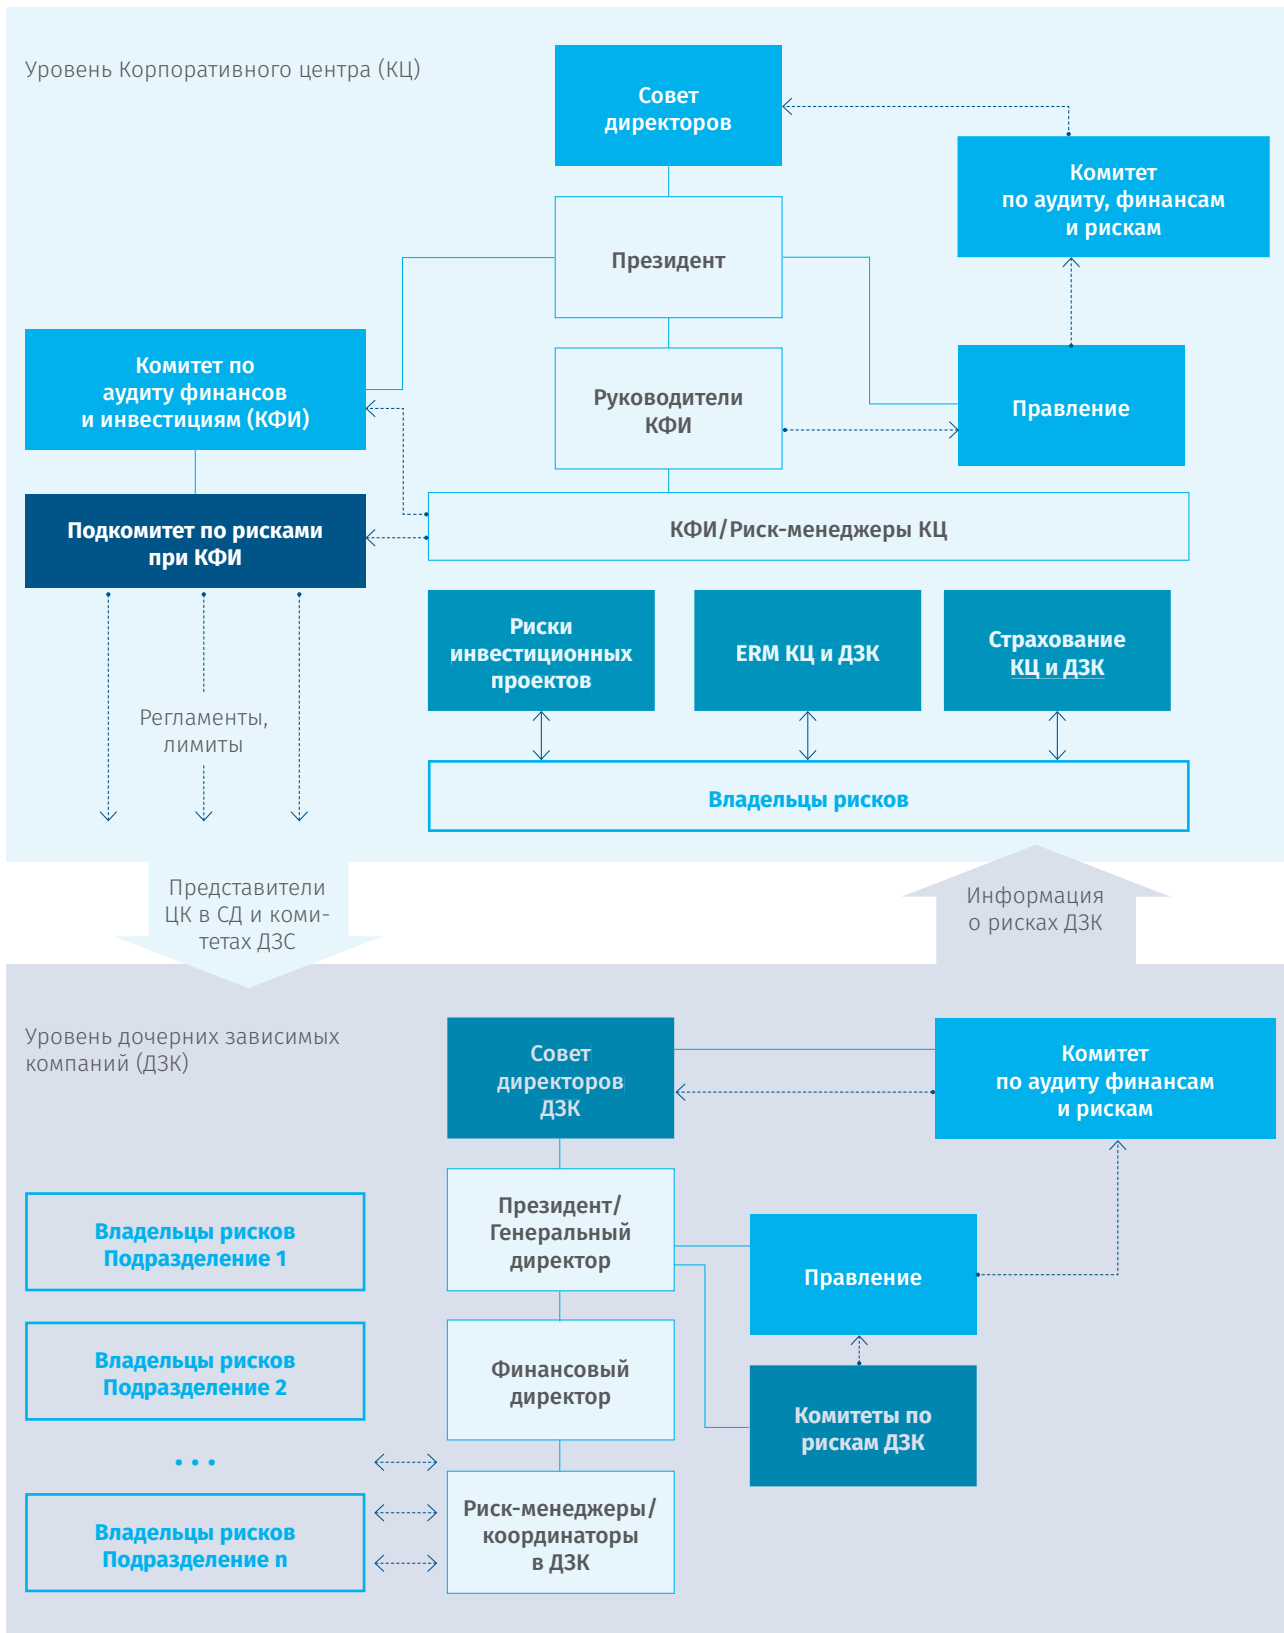 Уровень Корпоративного центра (КЦ)
Совет
директоров
Комитет
по аудиту, финансам
и рискам
Президент
Комитет по
аудиту финансов
и инвестициям (КФИ)
Руководители
КФИ
Правление
Подкомитет по рисками
при КФИ
КФИ/Риск-менеджеры КЦ
Риски
инвестиционных
проектов
ERM КЦ и ДЗК
Страхование
КЦ и ДЗК
Регламенты,
лимиты
Владельцы рисков
Представители
ЦК в СД и коми-
тетах ДЗС
Информация
о рисках ДЗК
Уровень дочерних зависимых
компаний (ДЗК)
Совет
директоров
ДЗК
Комитет
по аудиту финансам
и рискам
Президент/
Генеральный
директор
Владельцы рисков
Подразделение 1
Правление
Владельцы рисков
Подразделение 2
Финансовый
директор
Комитеты по
рискам ДЗК
...
Риск-менеджеры/
координаторы
в ДЗК
Владельцы рисков
Подразделение n